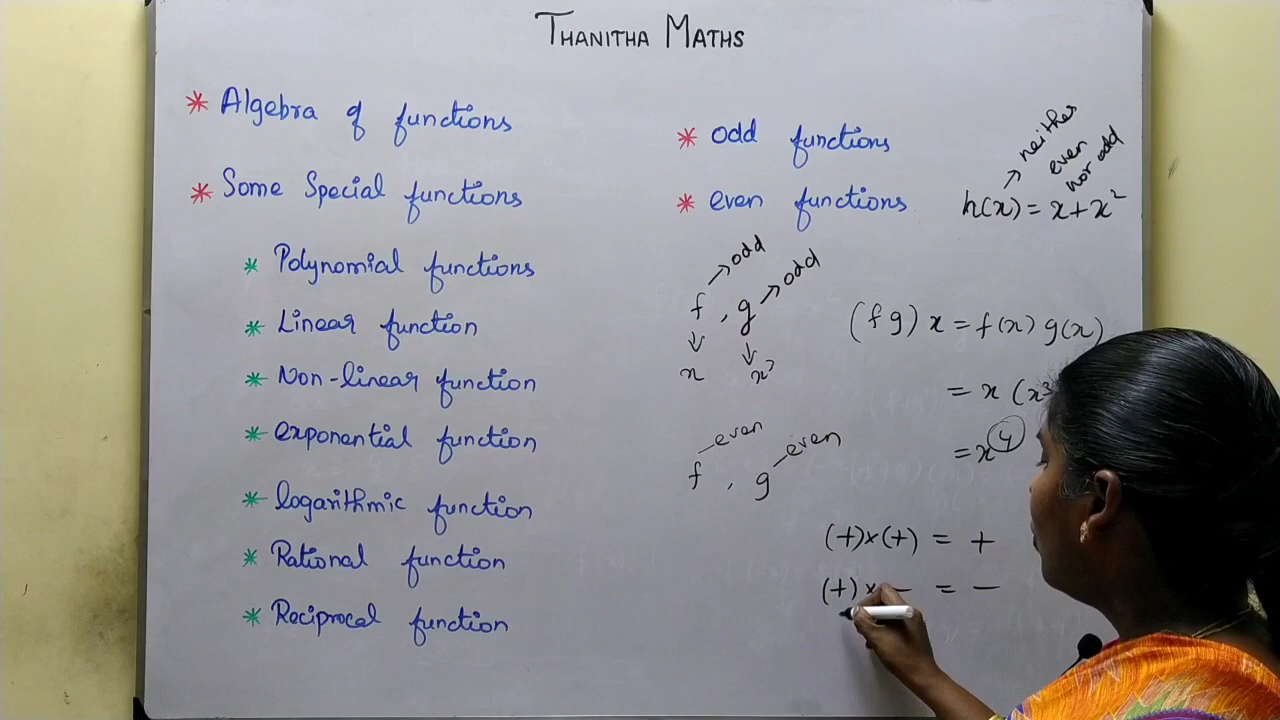 THANITHA MATHS
* Algebra of functions
* Some Special functions
* Polynomial functions
* Linear function
* Non-linear function
* exponential function
* logarithmic function
* Rational function
* Reciprocal function
* odd functions
* even functions
→ neither
even
nor odd
h(x) = x + x²
→ odd
→ odd
f , g
↓ ↓
x x³
(fg) x = f(x) g(x)
= x (x³
= x⁴
even
even
f , g
(+)×(+) = +
(+)× - = -